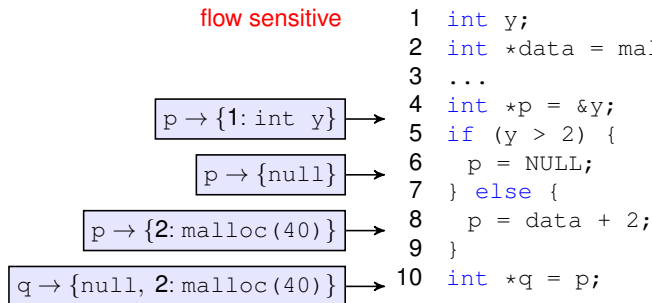 flow sensitive
1 int y;
2 int *data = mal
3 ...
p → {1: int y} 4 int *p = &y;
5 if (y > 2) {
p → {null} 6 p = NULL;
7 } else {
p → {2: malloc(40)} 8 p = data + 2;
9 }
q → {null, 2: malloc(40)} 10 int *q = p;